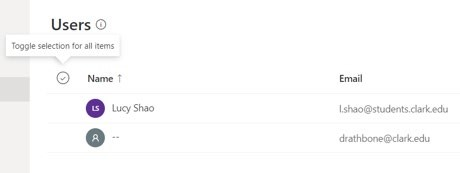 Users
Toggle selection for all items
Name ↑ Email
LS Lucy Shao l.shao@students.clark.edu
-- drathbone@clark.edu